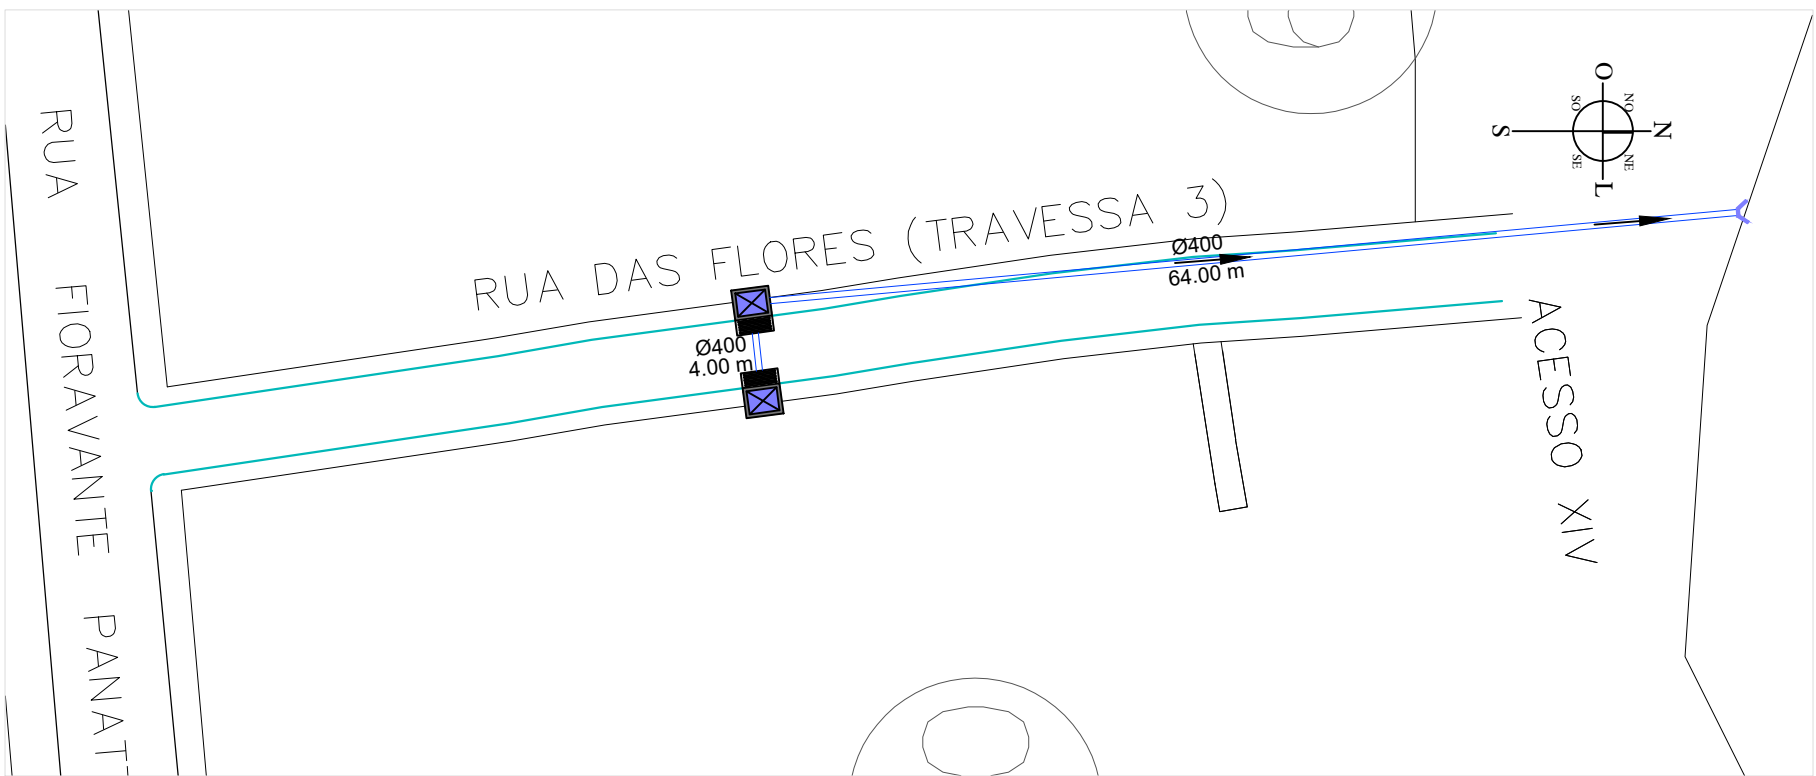 RUA FIORAVANTE PANAT
RUA DAS FLORES (TRAVESSA 3)
Ø400
64.00 m
Ø400
4.00 m
ACESSO XIV
O
SO
NO
S
N
SE
NE
L